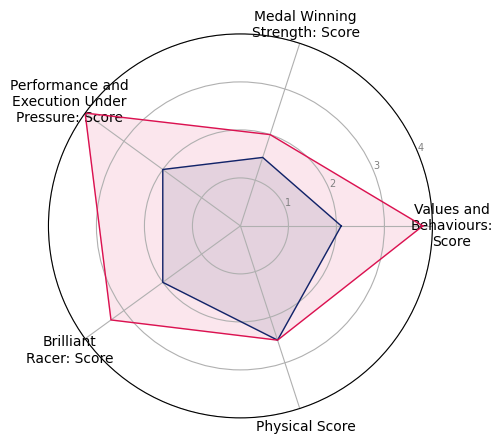 Medal Winning
Strength: Score
Performance and
Execution Under
Pressure: Score
4
3
2
1
Values and
Behaviours:
Score
Brilliant
Racer: Score
Physical Score